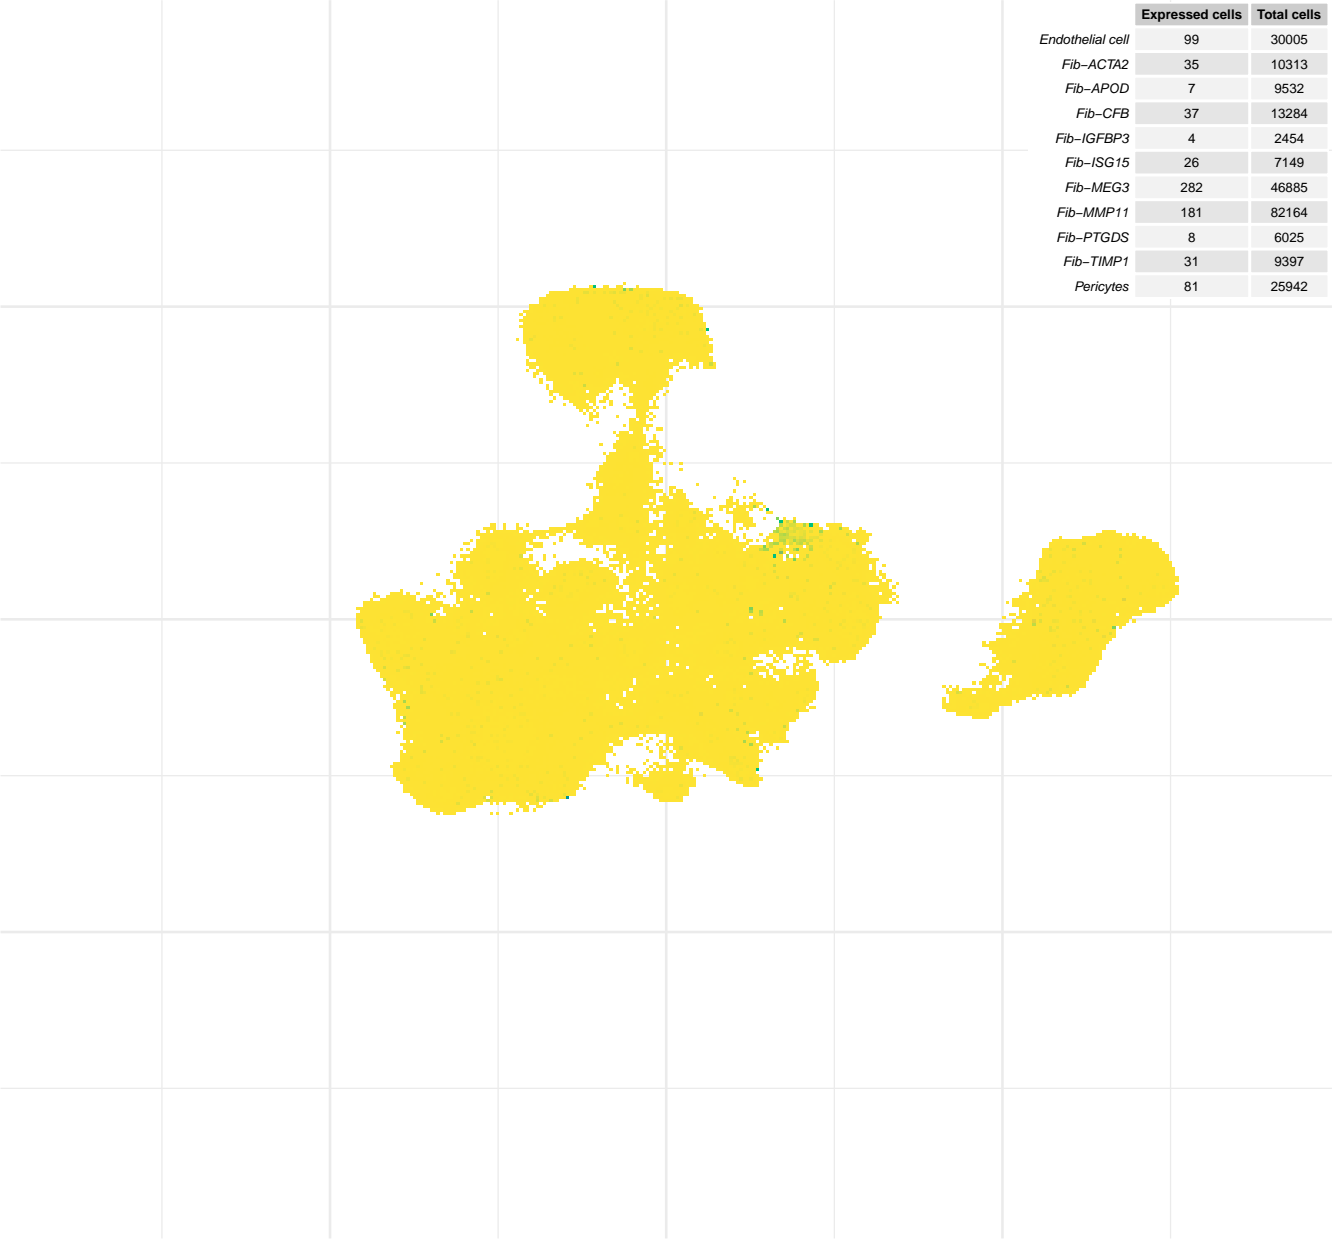 Expressed cells Total cells
Endothelial cell 99 30005
Fib−ACTA2 35 10313
Fib−APOD 7 9532
Fib−CFB 37 13284
Fib−IGFBP3 4 2454
Fib−ISG15 26 7149
Fib−MEG3 282 46885
Fib−MMP11 181 82164
Fib−PTGDS 8 6025
Fib−TIMP1 31 9397
Pericytes 81 25942